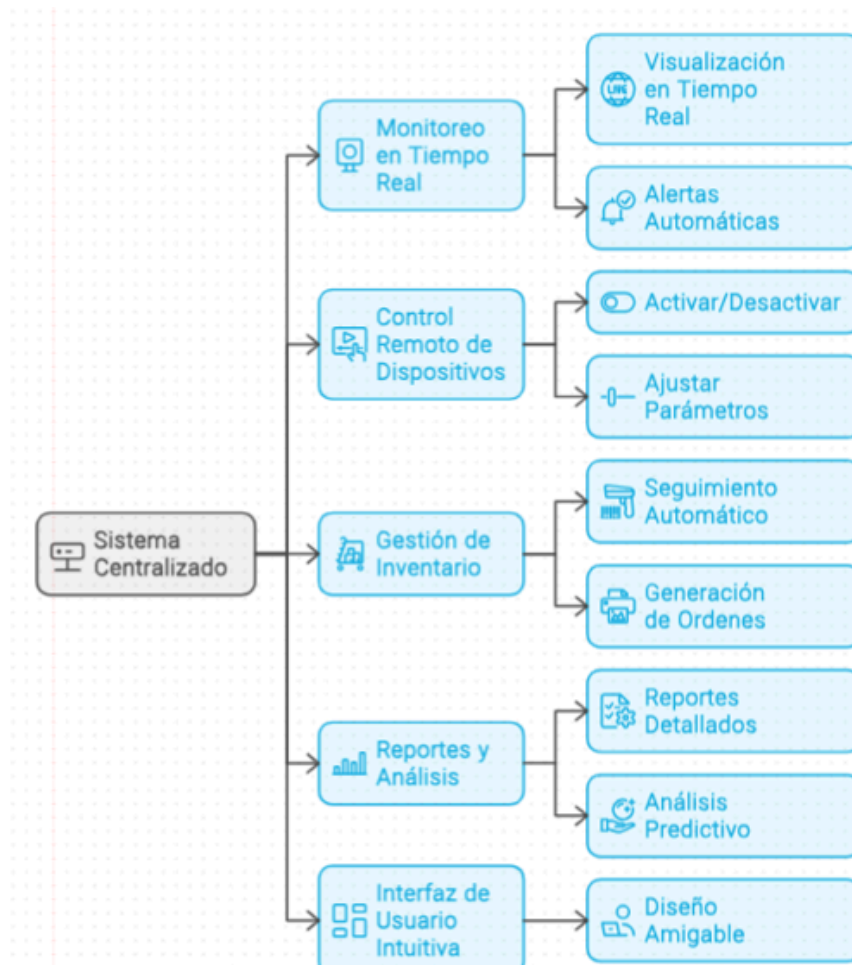 Visualización
en Tiempo
Real
Monitoreo
en Tiempo
Real
Alertas
Automáticas
Control
Remoto de
Dispositivos
Activar/Desactivar
Ajustar
Parámetros
Sistema
Centralizado
Gestión de
Inventario
Seguimiento
Automático
Generación
de Ordenes
Reportes y
Análisis
Reportes
Detallados
Análisis
Predictivo
Interfaz de
Usuario
Intuitiva
Diseño
Amigable